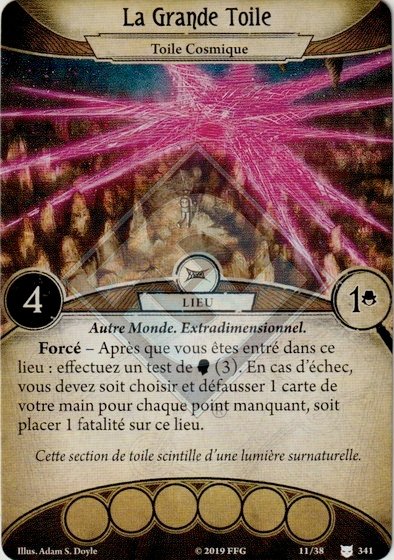 La Grande Toile
Toile Cosmique
4
1
LIEU
Autre Monde. Extradimensionnel.
Forcé – Après que vous êtes entré dans ce
lieu : effectuez un test de (3). En cas d'échec,
vous devez soit choisir et défausser 1 carte de
votre main pour chaque point manquant, soit
placer 1 fatalité sur ce lieu.
Cette section de toile scintille d'une lumière surnaturelle.
Illus. Adam S. Doyle © 2019 FFG 11/38 341